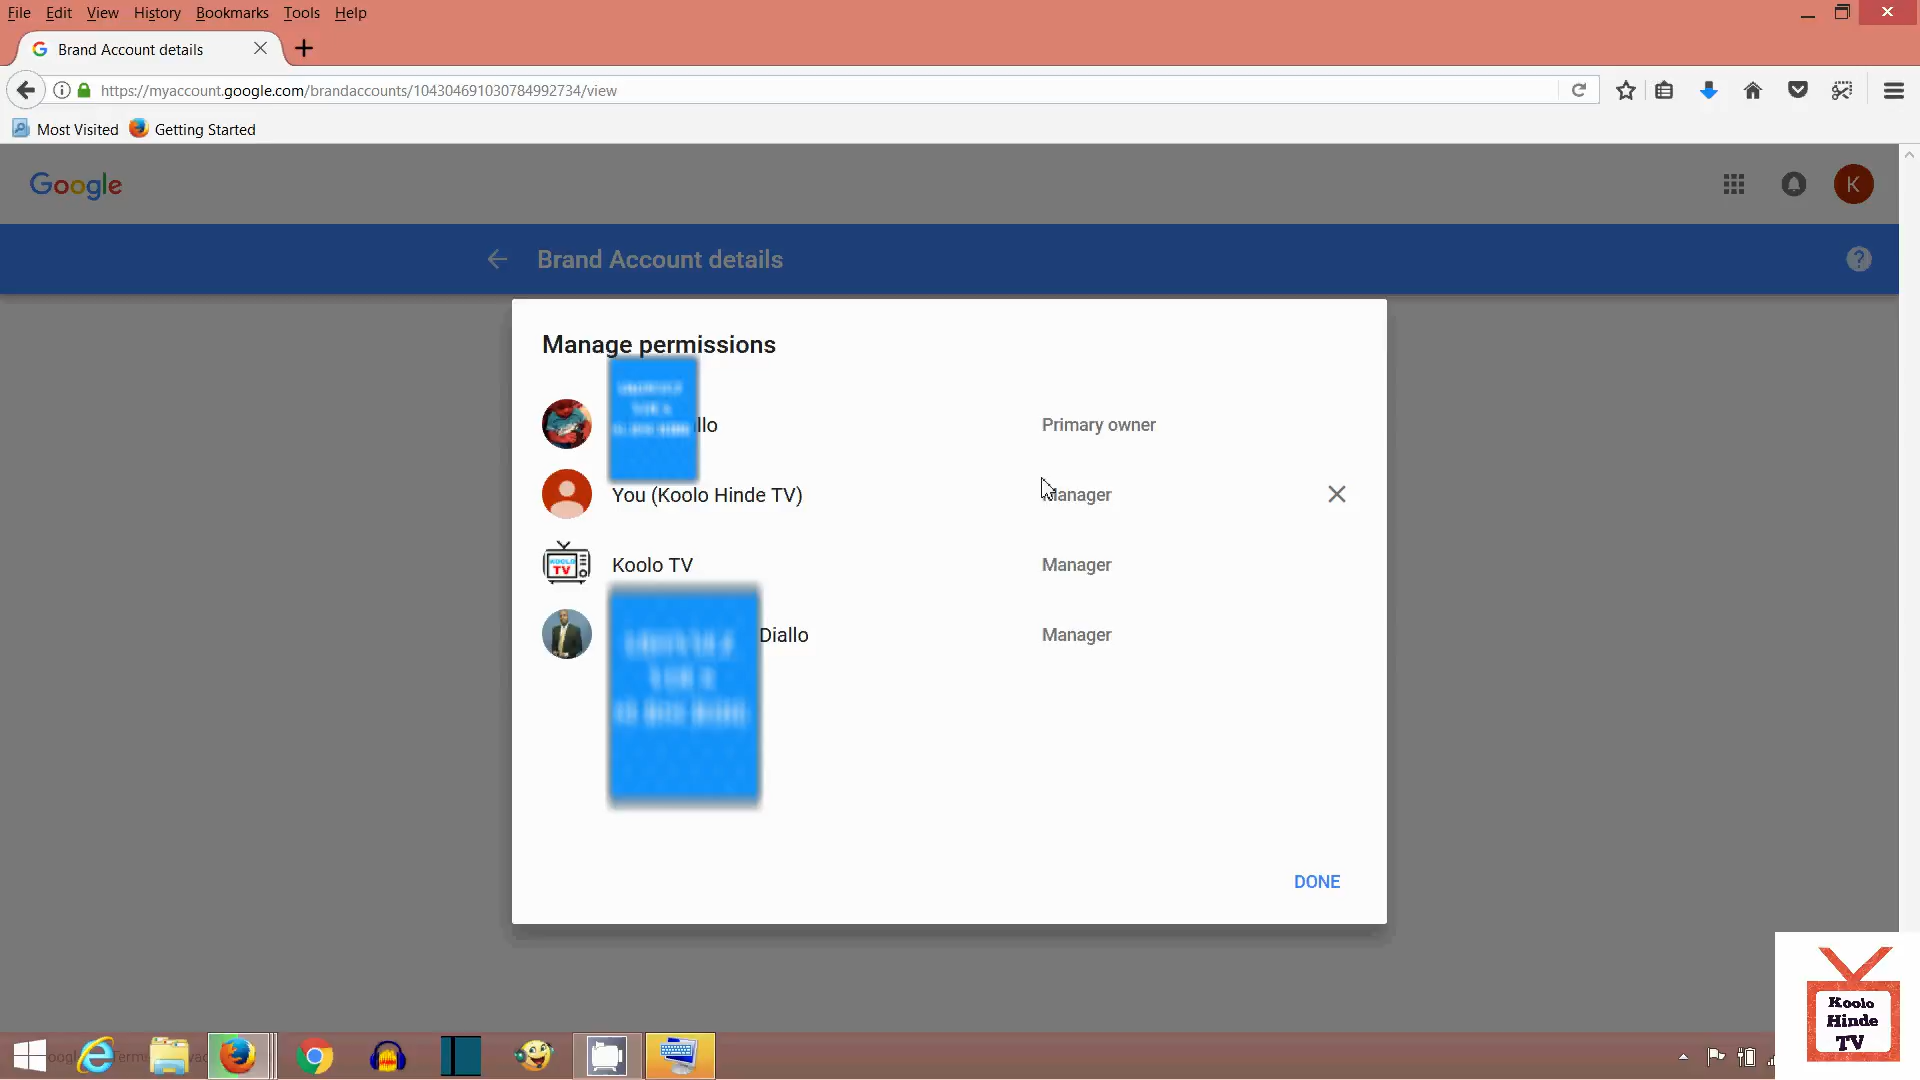 File Edit View History Bookmarks Tools Help
Brand Account details
https://myaccount.google.com/brandaccounts/104304691030784992734/view
Most Visited Getting Started
Google
K
Brand Account details
Manage permissions
llo Primary owner
You (Koolo Hinde TV) Manager
KOOLO
TV
Koolo TV Manager
Diallo Manager
DONE
Koolo
Hinde
TV